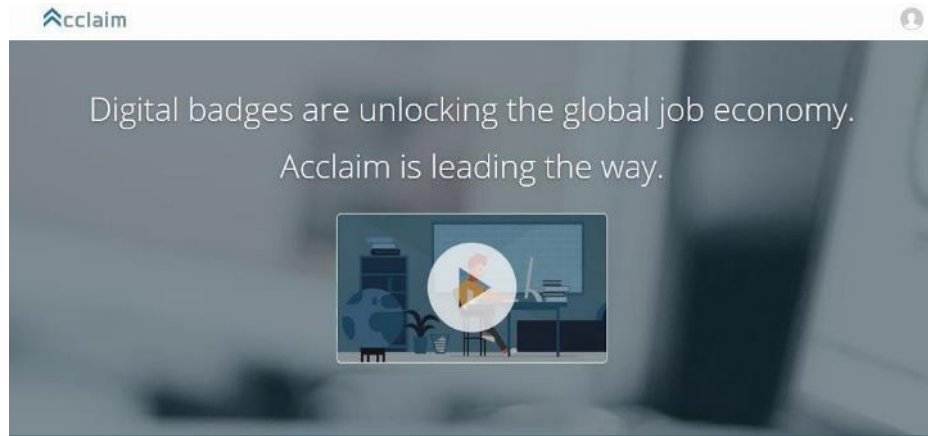 Acclaim
Digital badges are unlocking the global job economy.
Acclaim is leading the way.